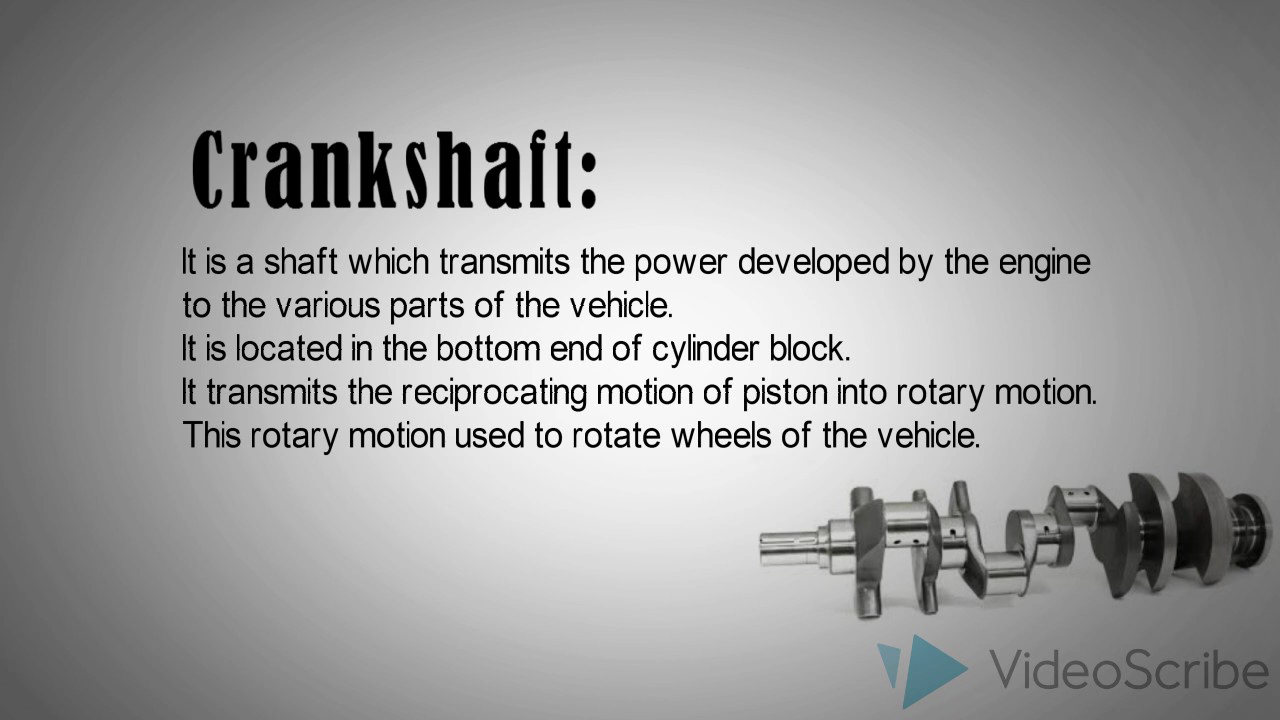 Crankshaft:
It is a shaft which transmits the power developed by the engine
to the various parts of the vehicle.
It is located in the bottom end of cylinder block.
It transmits the reciprocating motion of piston into rotary motion.
This rotary motion used to rotate wheels of the vehicle.
VideoScribe